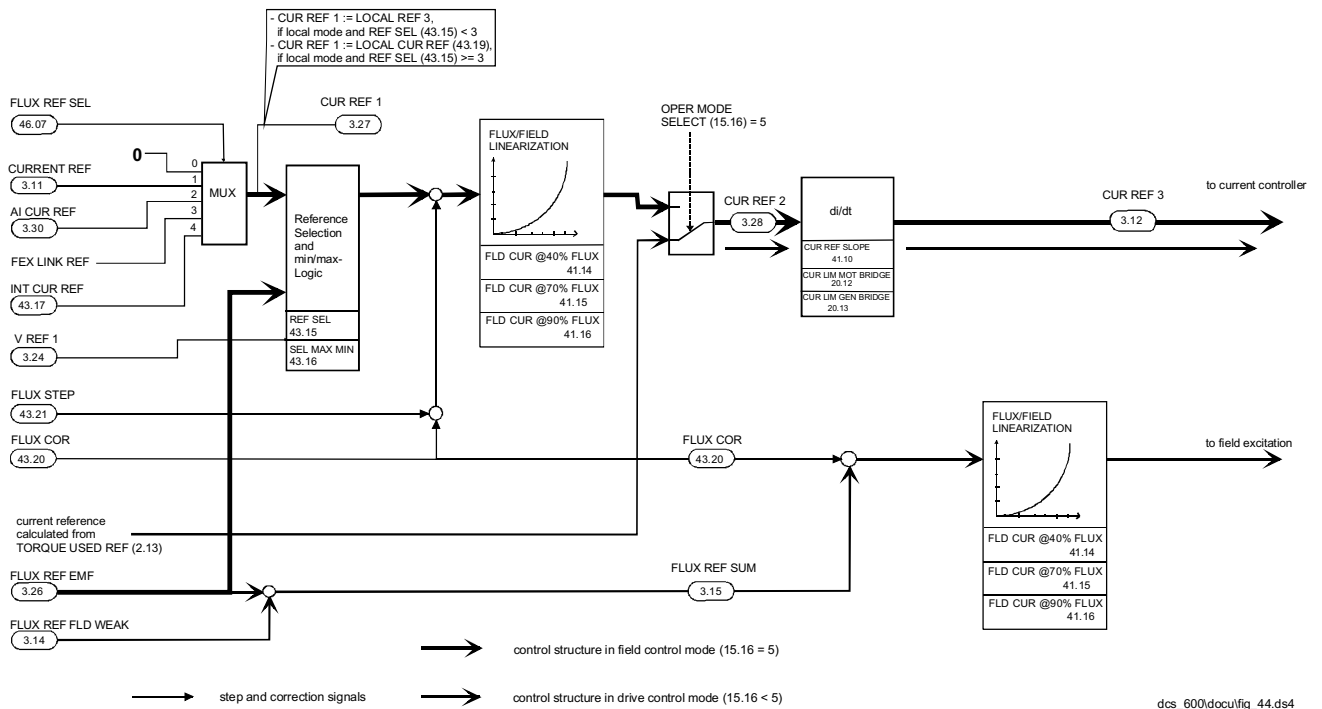 - CUR REF 1 := LOCAL REF 3,
if local mode and REF SEL (43.15) < 3
- CUR REF 1 := LOCAL CUR REF (43.19),
if local mode and REF SEL (43.15) >= 3
FLUX REF SEL
46.07
CUR REF 1
3.27
0
CURRENT REF
3.11
AI CUR REF
3.30
FEX LINK REF
INT CUR REF
43.17
V REF 1
3.24
0
1
2
3
4
MUX
Reference
Selection
and
min/max-
Logic
REF SEL
43.15
SEL MAX MIN
43.16
FLUX/FIELD
LINEARIZATION
FLD CUR @40% FLUX
41.14
FLD CUR @70% FLUX
41.15
FLD CUR @90% FLUX
41.16
OPER MODE
SELECT (15.16) = 5
CUR REF 2
3.28
di/dt
CUR REF SLOPE
41.10
CUR LIM MOT BRIDGE
20.12
CUR LIM GEN BRIDGE
20.13
CUR REF 3
3.12
to current controller
FLUX STEP
43.21
FLUX COR
43.20
FLUX COR
43.20
FLUX/FIELD
LINEARIZATION
FLD CUR @40% FLUX
41.14
FLD CUR @70% FLUX
41.15
FLD CUR @90% FLUX
41.16
to field excitation
current reference
calculated from
TORQUE USED REF (2.13)
FLUX REF EMF
3.26
FLUX REF SUM
3.15
FLUX REF FLD WEAK
3.14
control structure in field control mode (15.16 = 5)
step and correction signals
control structure in drive control mode (15.16 < 5)
dcs_600\docu\fig_44.ds4